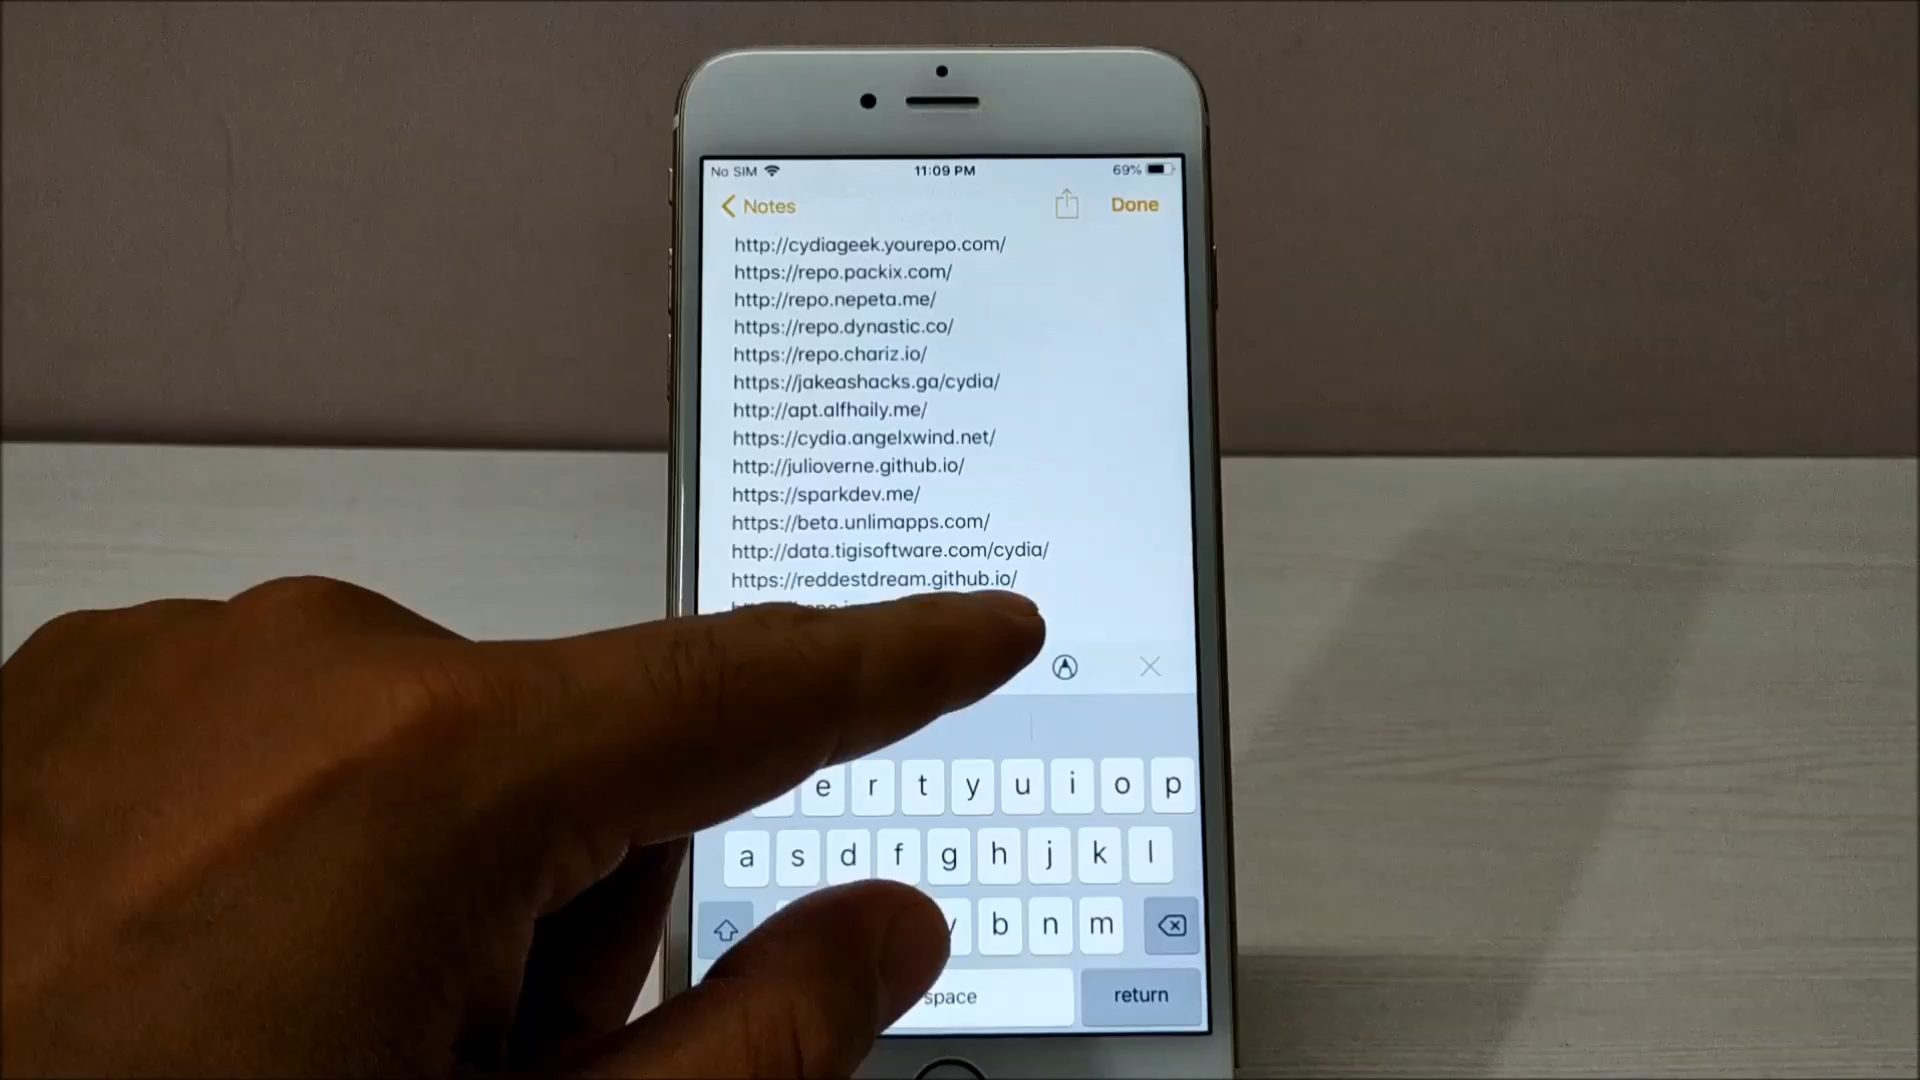 No SIM 11:09 PM 69%
Notes Done
http://cydiageek.yourepo.com/
https://repo.packix.com/
http://repo.nepeta.me/
https://repo.dynastic.co/
https://repo.chariz.io/
https://jakeashacks.ga/cydia/
http://apt.alfhaily.me/
https://cydia.angelxwind.net/
http://julioverne.github.io/
https://sparkdev.me/
https://beta.unlimapps.com/
http://data.tigisoftware.com/cydia/
https://reddestdream.github.io/
e r t y u i o p
a s d f g h j k l
b n m
space return